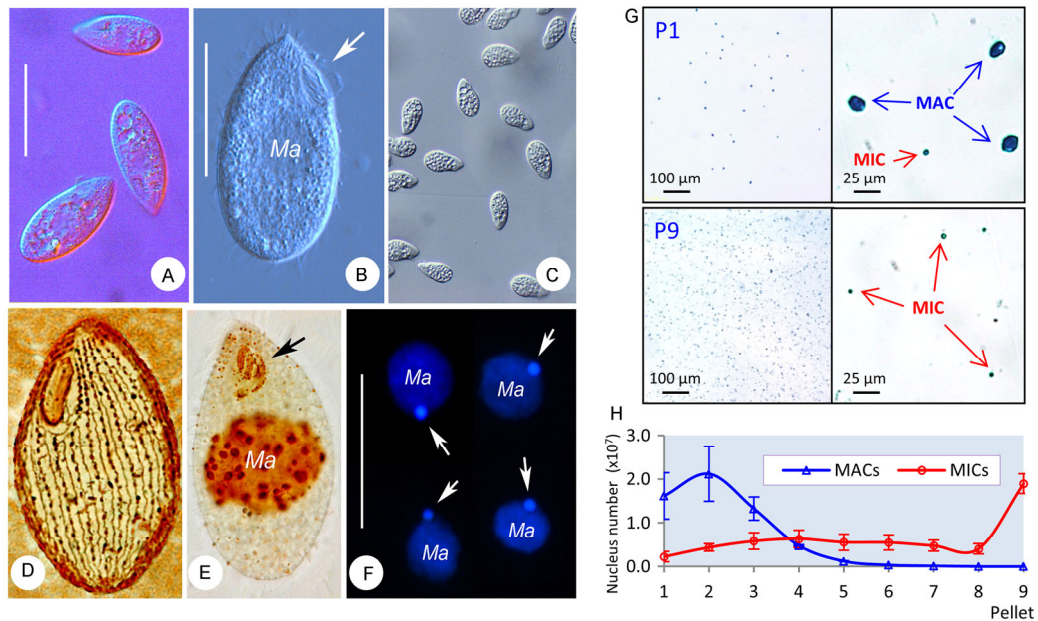 A
Ma
B
C
D
Ma
E
Ma
Ma
Ma
Ma
F
G
P1
MAC
MIC
100 µm
25 µm
P9
MIC
100 µm
25 µm
H
Nucleus number (x10⁷)
3.0
2.0
1.0
0.0
MACs
MICs
1 2 3 4 5 6 7 8 9
Pellet